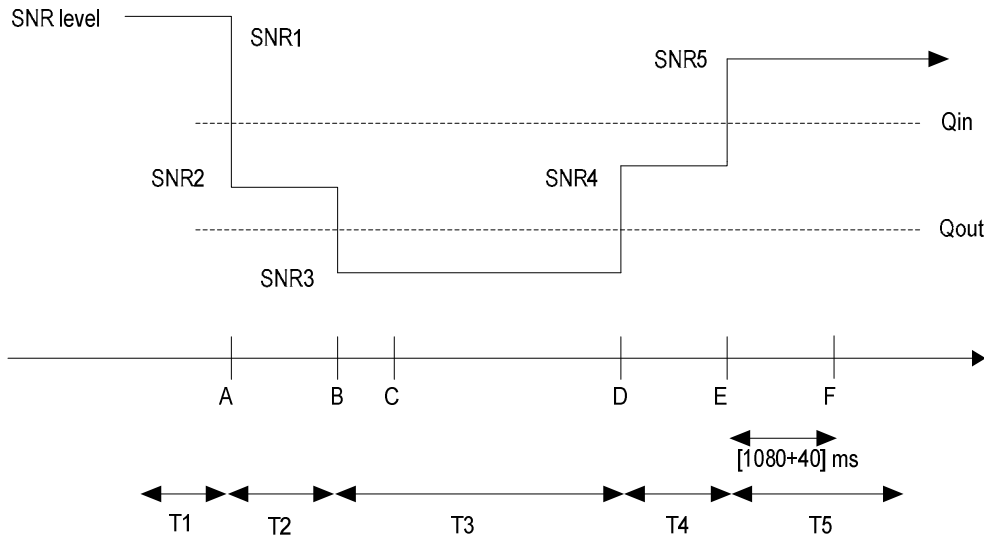 SNR level
SNR1
SNR5
Qin
SNR2
SNR4
Qout
SNR3
A
B
C
D
E
F
[1080+40] ms
T1
T2
T3
T4
T5